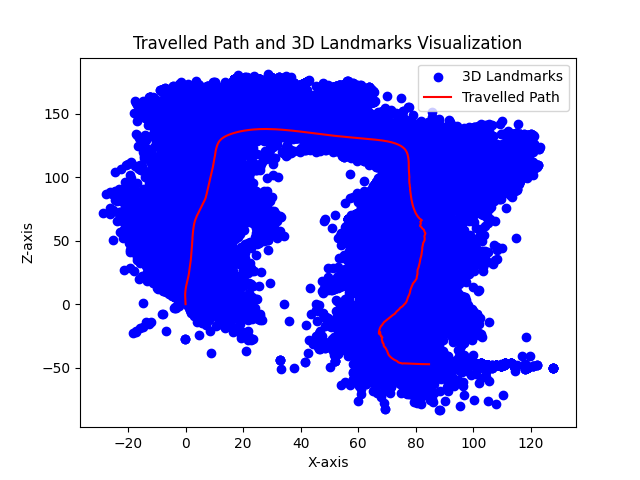 Travelled Path and 3D Landmarks Visualization
3D Landmarks
Travelled Path
150
100
50
0
−50
Z-axis
−20
0
20
40
60
80
100
120
X-axis